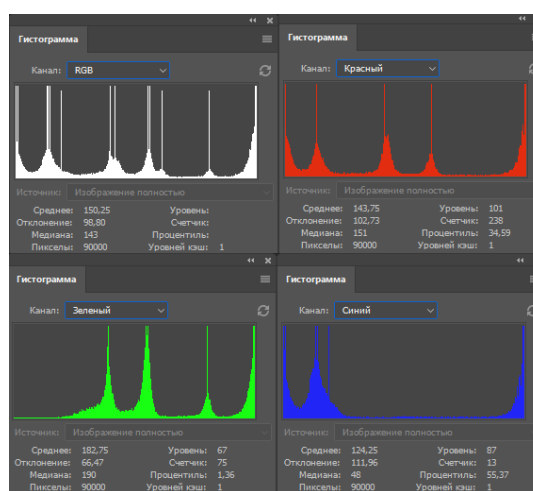 Гистограмма
Канал: RGB
Источник: Изображение полностью
Среднее: 150,25 Уровень:
Отклонение: 98,80 Счетчик:
Медиана: 143 Процентиль:
Пикселы: 90000 Уровней кэш: 1
Гистограмма
Канал: Красный
Источник: Изображение полностью
Среднее: 143,75 Уровень: 101
Отклонение: 102,73 Счетчик: 238
Медиана: 151 Процентиль: 34,59
Пикселы: 90000 Уровней кэш: 1
Гистограмма
Канал: Зеленый
Источник: Изображение полностью
Среднее: 182,75 Уровень: 67
Отклонение: 66,47 Счетчик: 75
Медиана: 190 Процентиль: 1,36
Пикселы: 90000 Уровней кэш: 1
Гистограмма
Канал: Синий
Источник: Изображение полностью
Среднее: 124,25 Уровень: 87
Отклонение: 111,96 Счетчик: 13
Медиана: 48 Процентиль: 55,37
Пикселы: 90000 Уровней кэш: 1